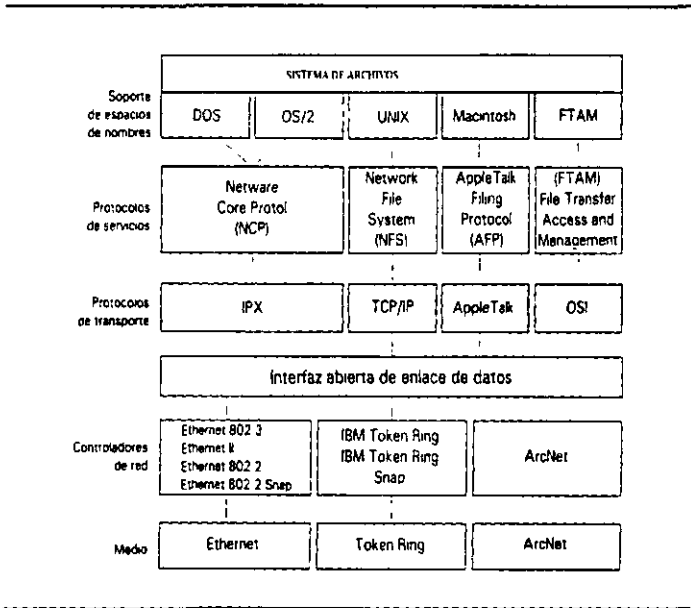 SISTEMA DE ARCHIVOS
Soporte
de espacios
de nombres
DOS
OS/2
UNIX
Macintosh
FTAM
Protocolos
de servicios
Netware
Core Protol
(NCP)
Network
File
System
(NFS)
AppleTalk
Filing
Protocol
(AFP)
(FTAM)
File Transfer
Access and
Management
Protocolos
de transporte
IPX
TCP/IP
AppleTalk
OSI
Interfaz abierta de enlace de datos
Controladores
de red
Ethernet 802 3
Ethernet II
Ethernet 802 2
Ethernet 802 2 Snap
IBM Token Ring
IBM Token Ring
Snap
ArcNet
Medio
Ethernet
Token Ring
ArcNet